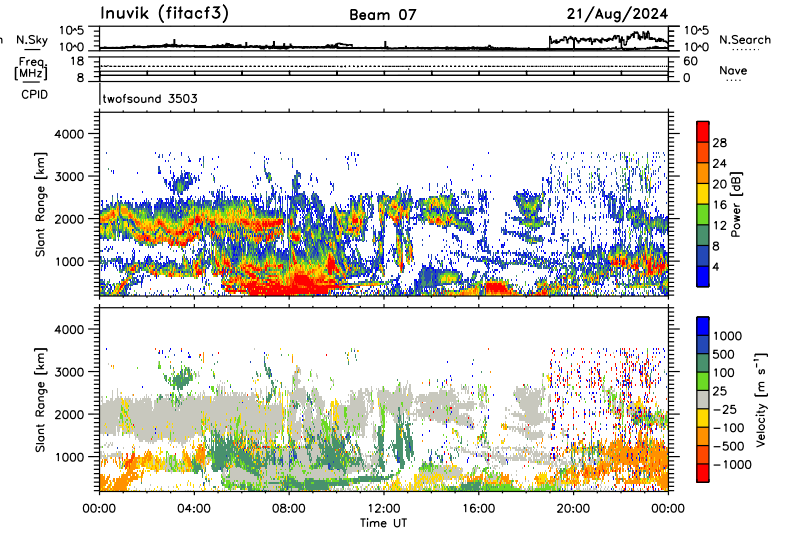 Inuvik (fitacf3) Beam 07 21/Aug/2024
n N.Sky 10^5 10^0 10^5 10^0 N.Search
Freq. [MHz] 18 8 60 0 Nave
CPID twofsound 3503
Slant Range [km] 4000 3000 2000 1000
28 24 20 16 12 8 4 Power [dB]
Slant Range [km] 4000 3000 2000 1000
1000 500 100 25 -25 -100 -500 -1000 Velocity [m s⁻¹]
00:00 04:00 08:00 12:00 16:00 20:00 00:00
Time UT